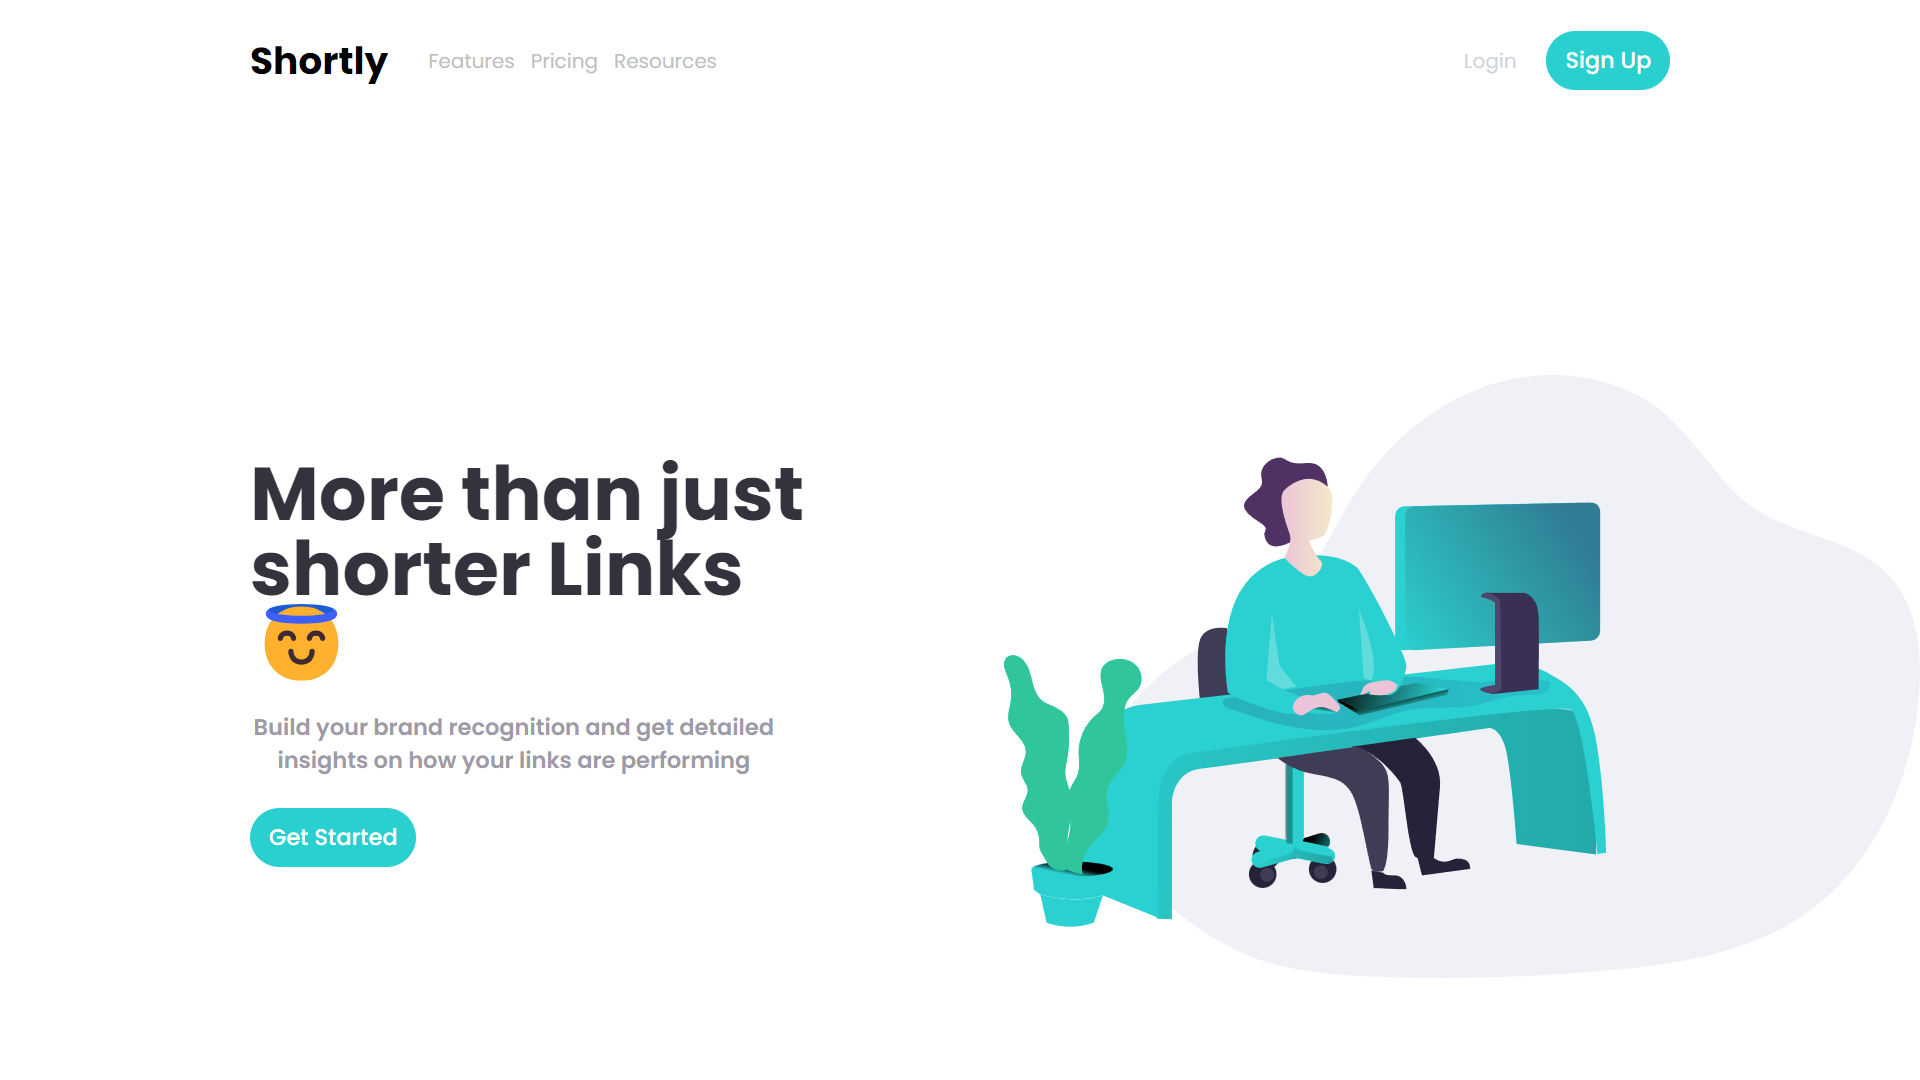 Shortly Features Pricing Resources Login Sign Up
More than just
shorter Links
Build your brand recognition and get detailed
insights on how your links are performing
Get Started